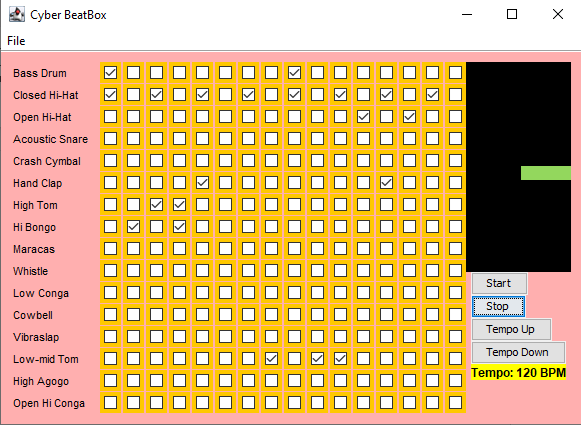 Cyber BeatBox
File
Bass Drum
Closed Hi-Hat
Open Hi-Hat
Acoustic Snare
Crash Cymbal
Hand Clap
High Tom
Hi Bongo
Maracas
Whistle
Low Conga
Cowbell
Vibraslap
Low-mid Tom
High Agogo
Open Hi Conga
Start
Stop
Tempo Up
Tempo Down
Tempo: 120 BPM